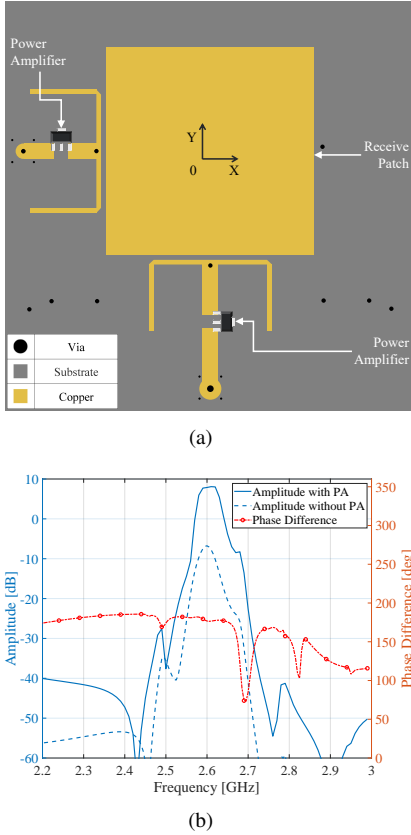 Power
Amplifier
Y
0
X
Receive
Patch
Via
Substrate
Copper
Power
Amplifier
(a)
10
0
-10
-20
-30
-40
-50
-60
Amplitude [dB]
Amplitude with PA
Amplitude without PA
Phase Difference
350
300
250
200
150
100
50
0
Phase Difference [deg]
2.2
2.3
2.4
2.5
2.6
2.7
2.8
2.9
3
Frequency [GHz]
(b)